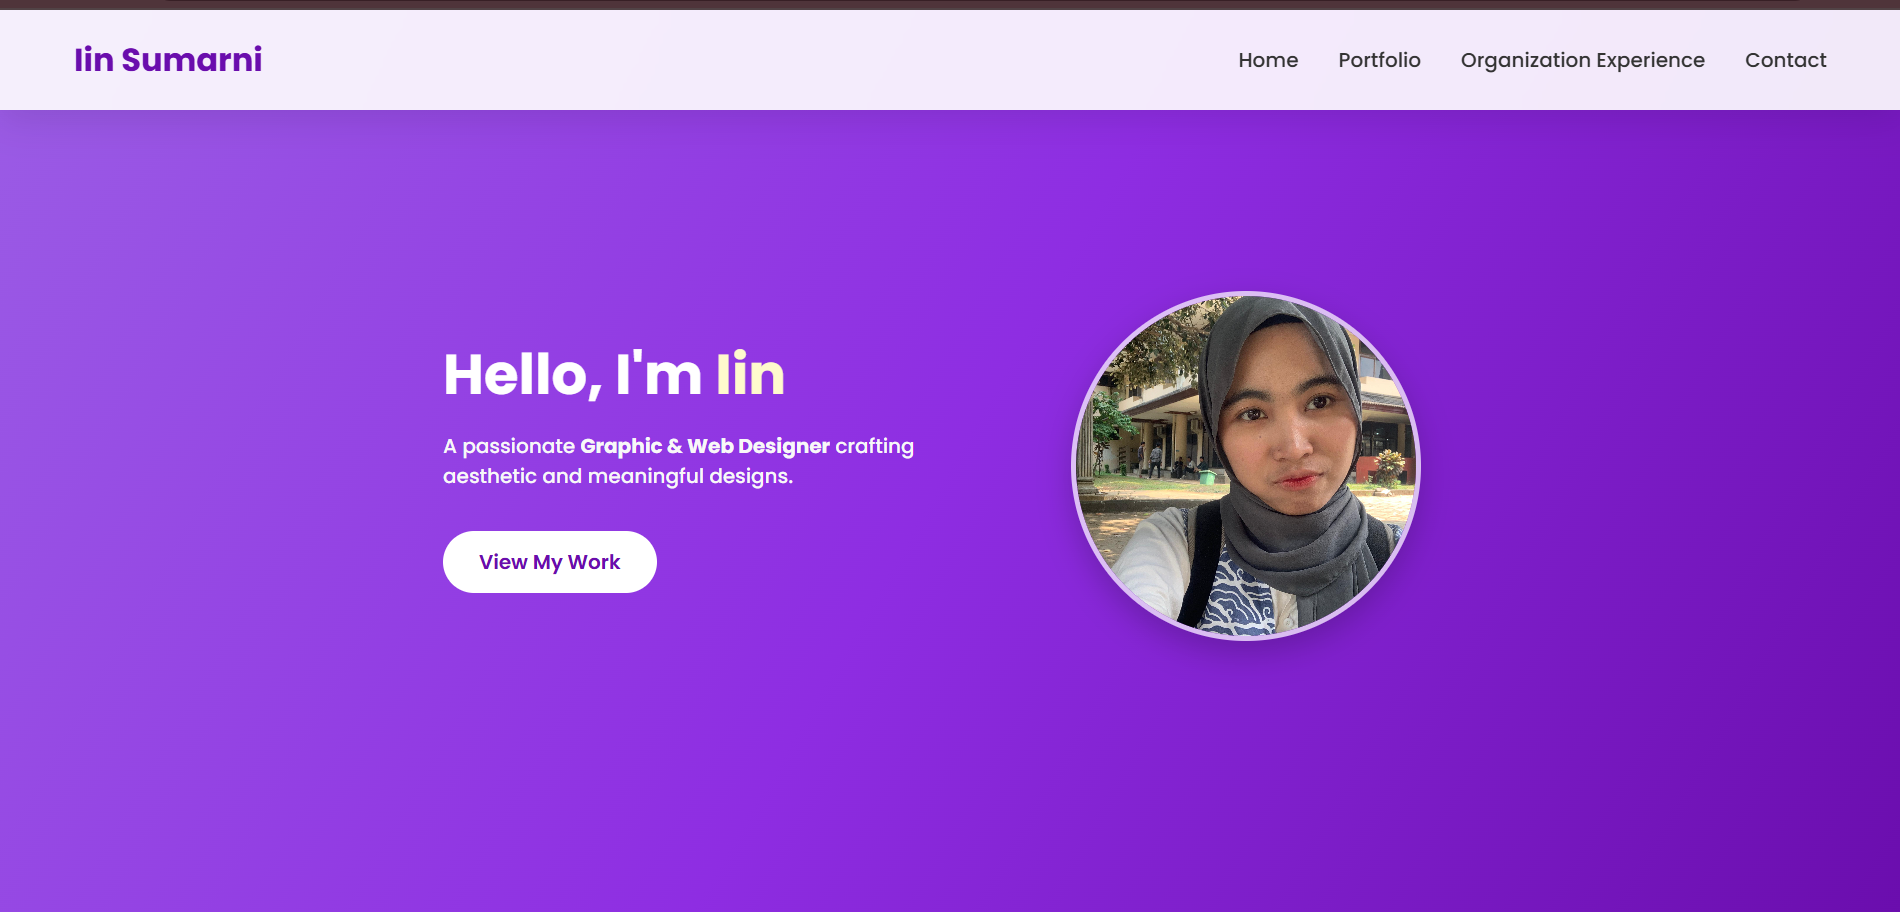 Iin Sumarni
Home
Portfolio
Organization Experience
Contact
Hello, I'm Iin
A passionate Graphic & Web Designer crafting
aesthetic and meaningful designs.
View My Work